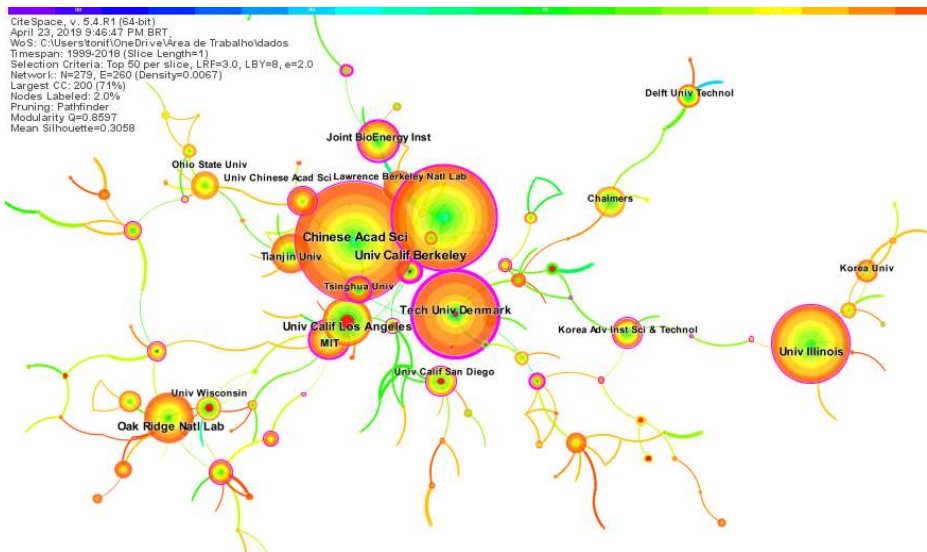 CiteSpace, v. 5.4.R1 (64-bit)
April 23, 2019 9:46:47 PM BRT
WoS: C:\Users\tonif\OneDrive\Área de Trabalho\dados
Timespan: 1999-2018 (Slice Length=1)
Selection Criteria: Top 50 per slice, LRF=3.0, LBY=8, e=2.0
Network: N=279, E=260 (Density=0.0067)
Largest CC: 200 (71%)
Nodes Labeled: 2.0%
Pruning: Pathfinder
Modularity Q=0.8597
Mean Silhouette=0.3058
Delft Univ Technol
Joint BioEnergy Inst
Ohio State Univ
Univ Chinese Acad Sci
Lawrence Berkeley Natl Lab
Chalmers
Chinese Acad Sci
Tianjin Univ
Univ Calif Berkeley
Korea Univ
Tsinghua Univ
Tech Univ Denmark
Univ Calif Los Angeles
Korea Adv Inst Sci & Technol
MIT
Univ Illinois
Univ Calif San Diego
Univ Wisconsin
Oak Ridge Natl Lab